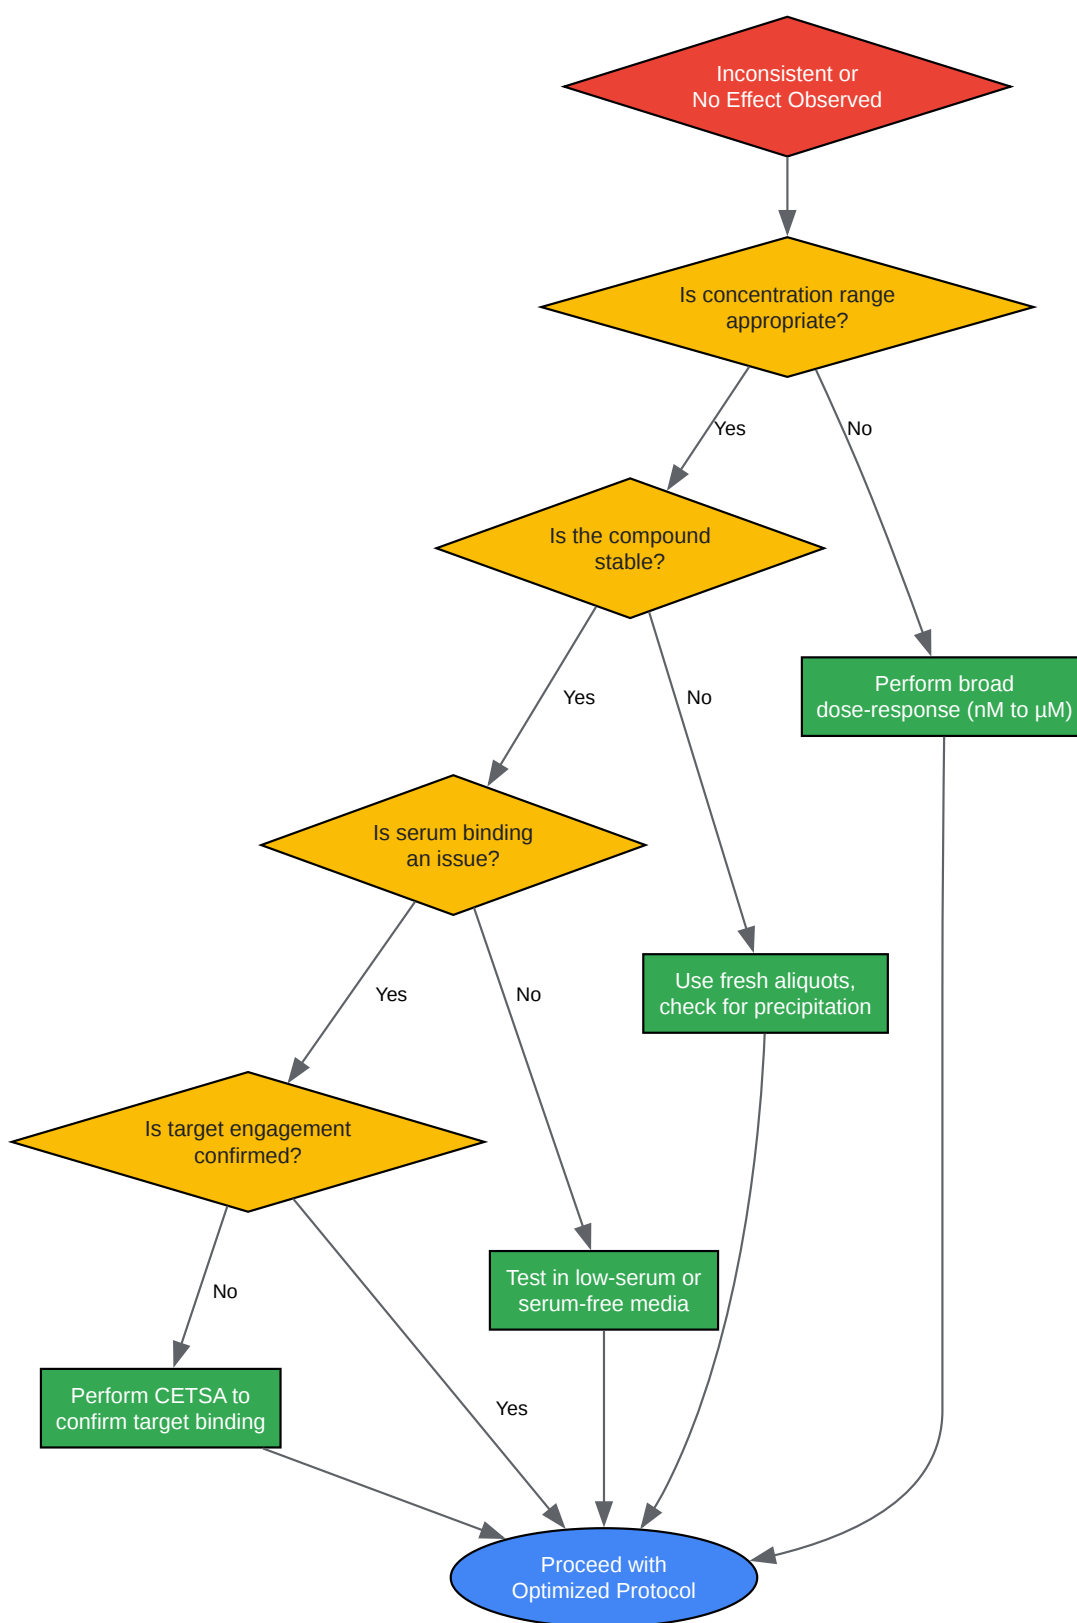 Inconsistent or
No Effect Observed
Is concentration range
appropriate?
Yes
No
Is the compound
stable?
Perform broad
dose-response (nM to µM)
Yes
No
Is serum binding
an issue?
Use fresh aliquots,
check for precipitation
Yes
No
Is target engagement
confirmed?
Test in low-serum or
serum-free media
No
Perform CETSA to
confirm target binding
Yes
Proceed with
Optimized Protocol